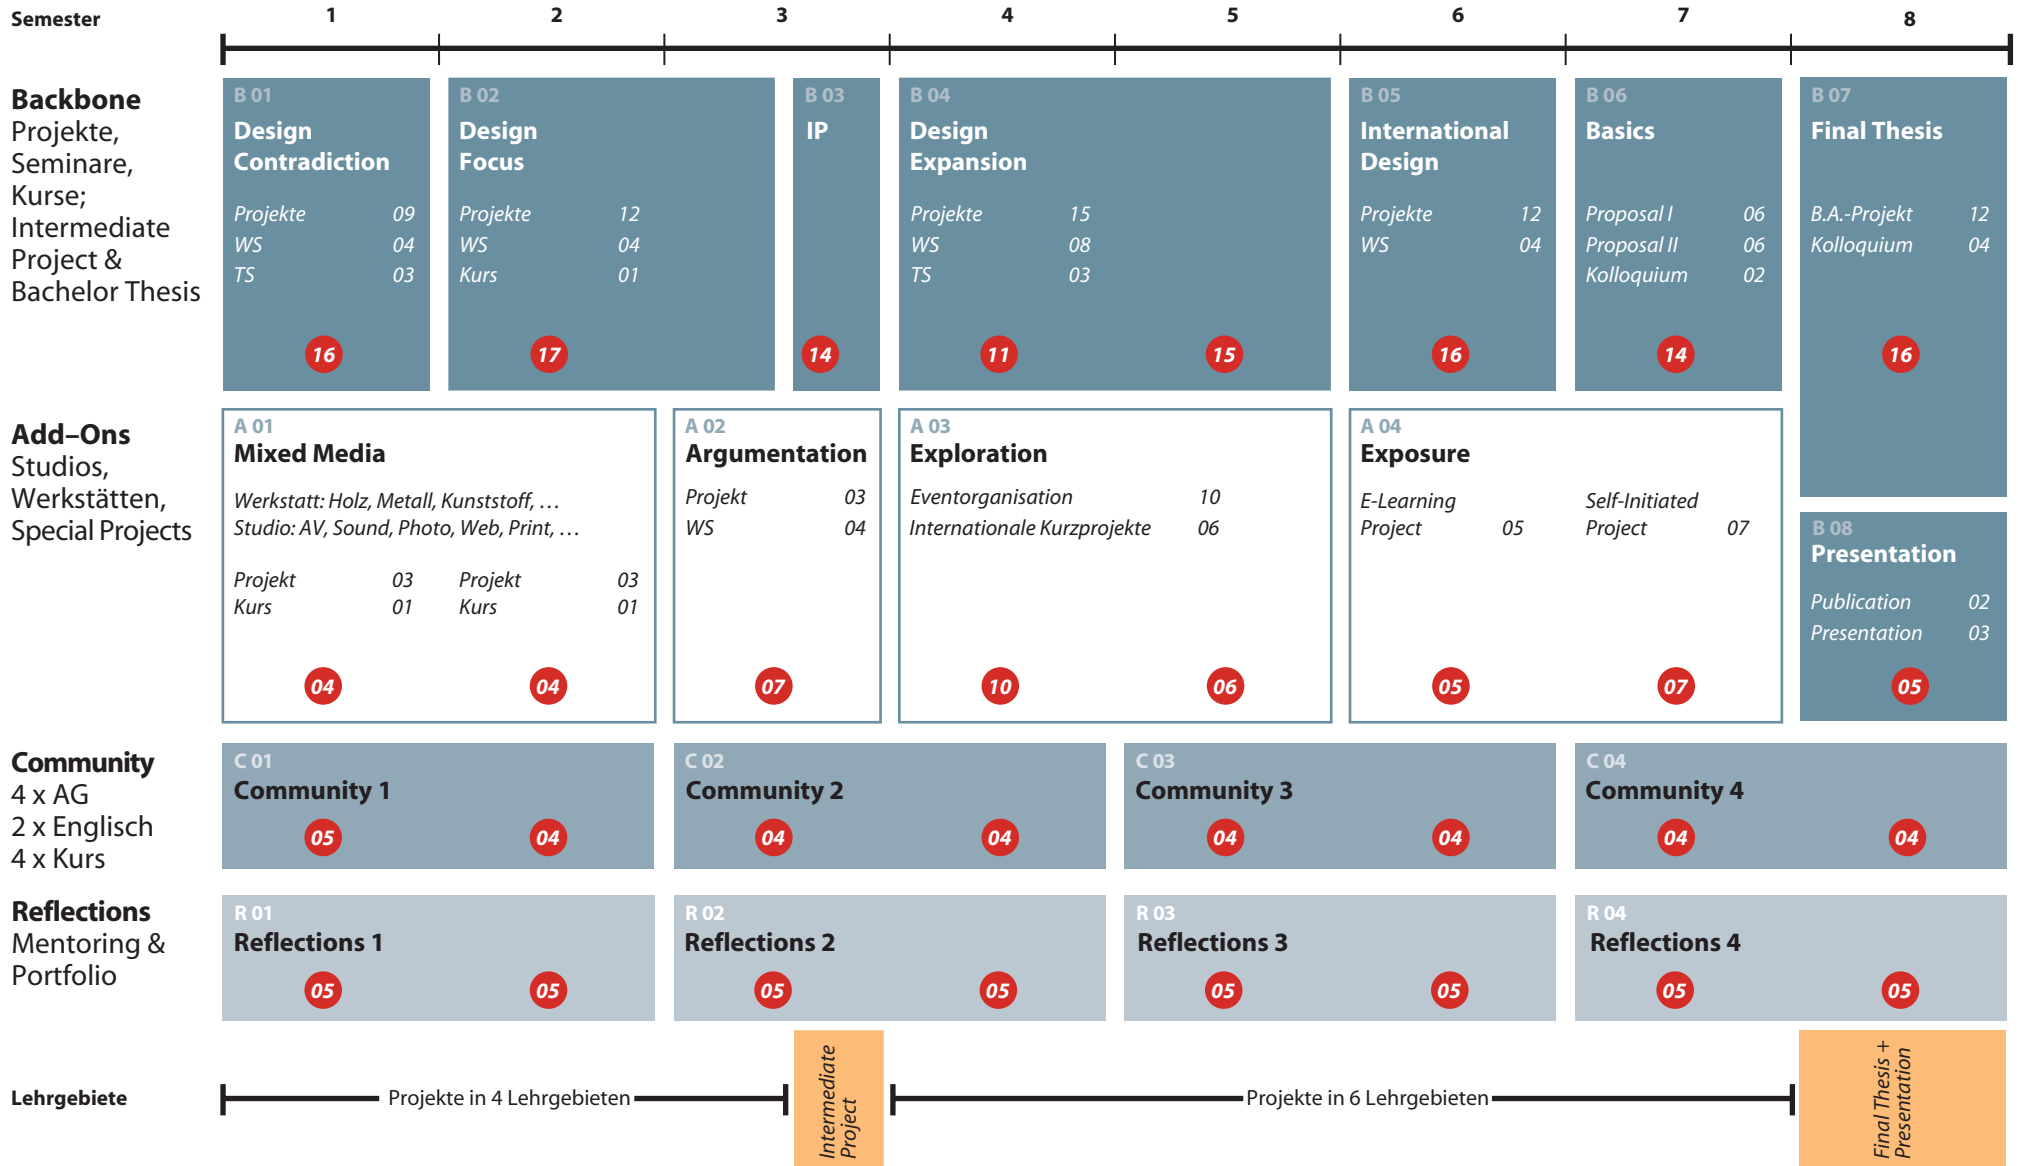 Semester 1 2 3 4 5 6 7 8
Backbone
Projekte,
Seminare,
Kurse;
Intermediate
Project &
Bachelor Thesis
B 01
Design
Contradiction
Projekte 09
WS 04
TS 03
16
B 02
Design
Focus
Projekte 12
WS 04
Kurs 01
17
B 03
IP
14
B 04
Design
Expansion
Projekte 15
WS 08
TS 03
11 15
B 05
International
Design
Projekte 12
WS 04
16
B 06
Basics
Proposal I 06
Proposal II 06
Kolloquium 02
14
B 07
Final Thesis
B.A.-Projekt 12
Kolloquium 04
16
Add–Ons
Studios,
Werkstätten,
Special Projects
A 01
Mixed Media
Werkstatt: Holz, Metall, Kunststoff, …
Studio: AV, Sound, Photo, Web, Print, …
Projekt 03 Projekt 03
Kurs 01 Kurs 01
04 04
A 02
Argumentation
Projekt 03
WS 04
07
A 03
Exploration
Eventorganisation 10
Internationale Kurzprojekte 06
10 06
A 04
Exposure
E-Learning Self-Initiated
Project 05 Project 07
05 07
B 08
Presentation
Publication 02
Presentation 03
05
Community
4 x AG
2 x Englisch
4 x Kurs
C 01
Community 1
05 04
C 02
Community 2
04 04
C 03
Community 3
04 04
C 04
Community 4
04 04
Reflections
Mentoring &
Portfolio
R 01
Reflections 1
05 05
R 02
Reflections 2
05 05
R 03
Reflections 3
05 05
R 04
Reflections 4
05 05
Lehrgebiete
Projekte in 4 Lehrgebieten
Intermediate
Project
Projekte in 6 Lehrgebieten
Final Thesis +
Presentation